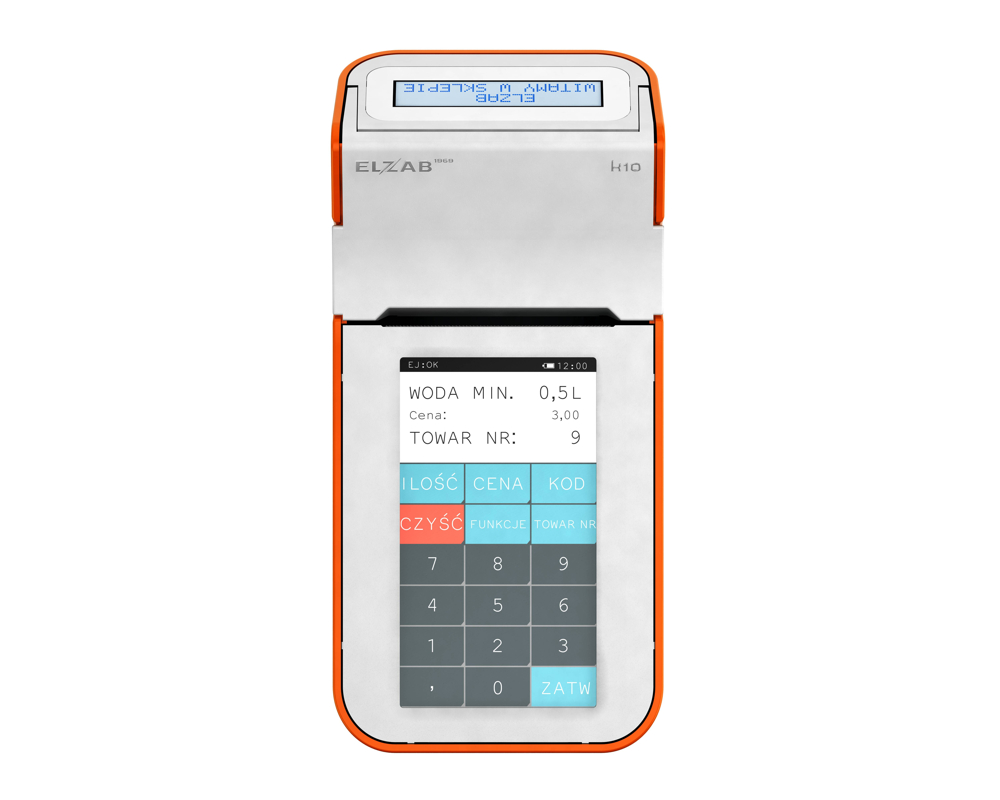 ELZAB
WITAMY W SKLEPIE
ELZAB 1969
K10
EJ:OK 12:00
WODA MIN. 0,5L
Cena: 3,00
TOWAR NR: 9
ILOŚĆ CENA KOD
CZYŚĆ FUNKCJE TOWAR NR
7 8 9
4 5 6
1 2 3
, 0 ZATW